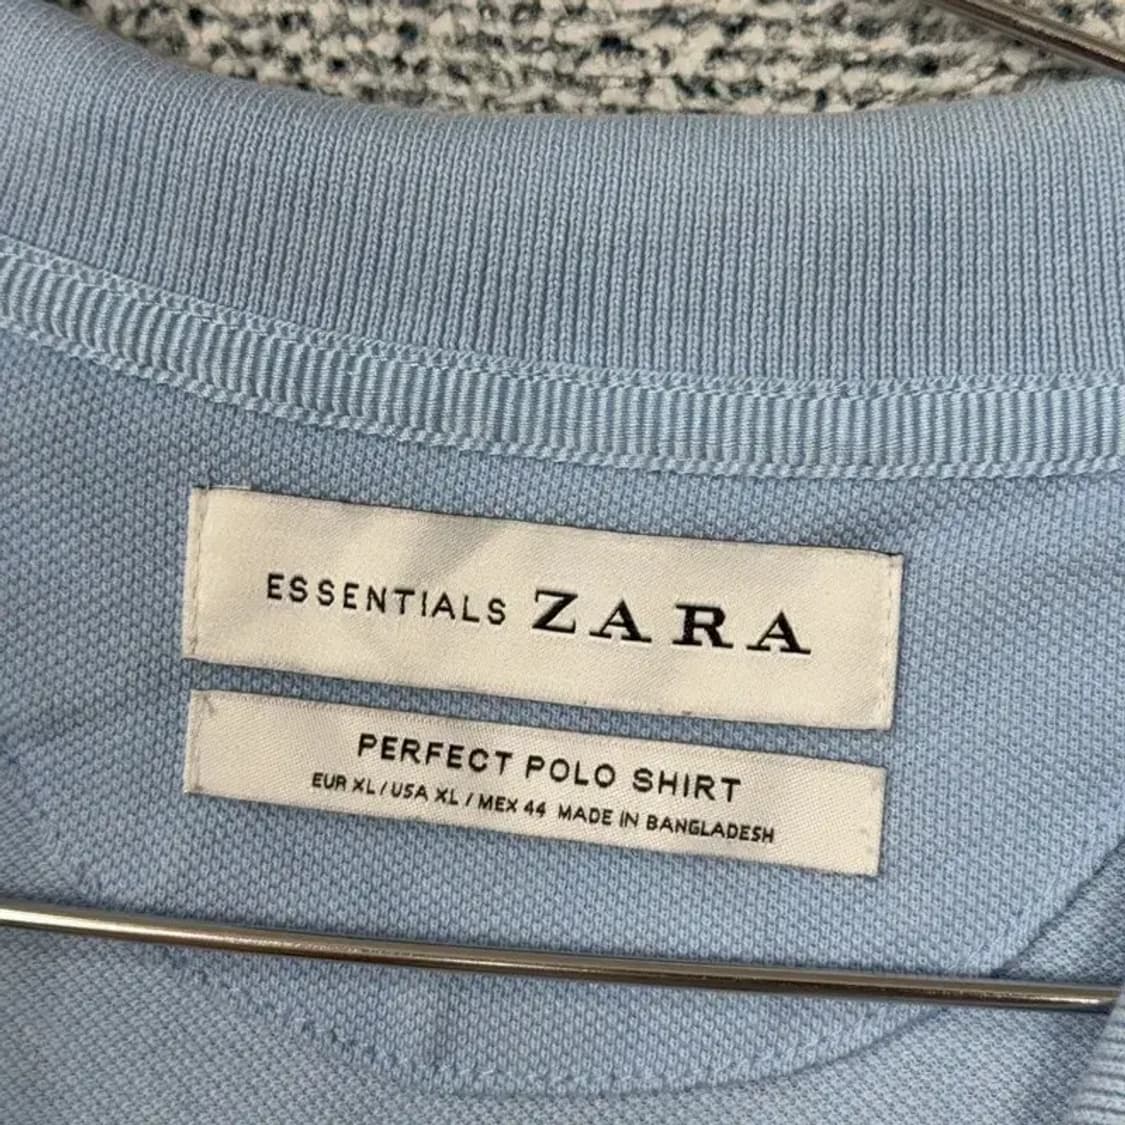 ESSENTIALS ZARA
PERFECT POLO SHIRT
EUR XL / USA XL / MEX 44 MADE IN BANGLADESH